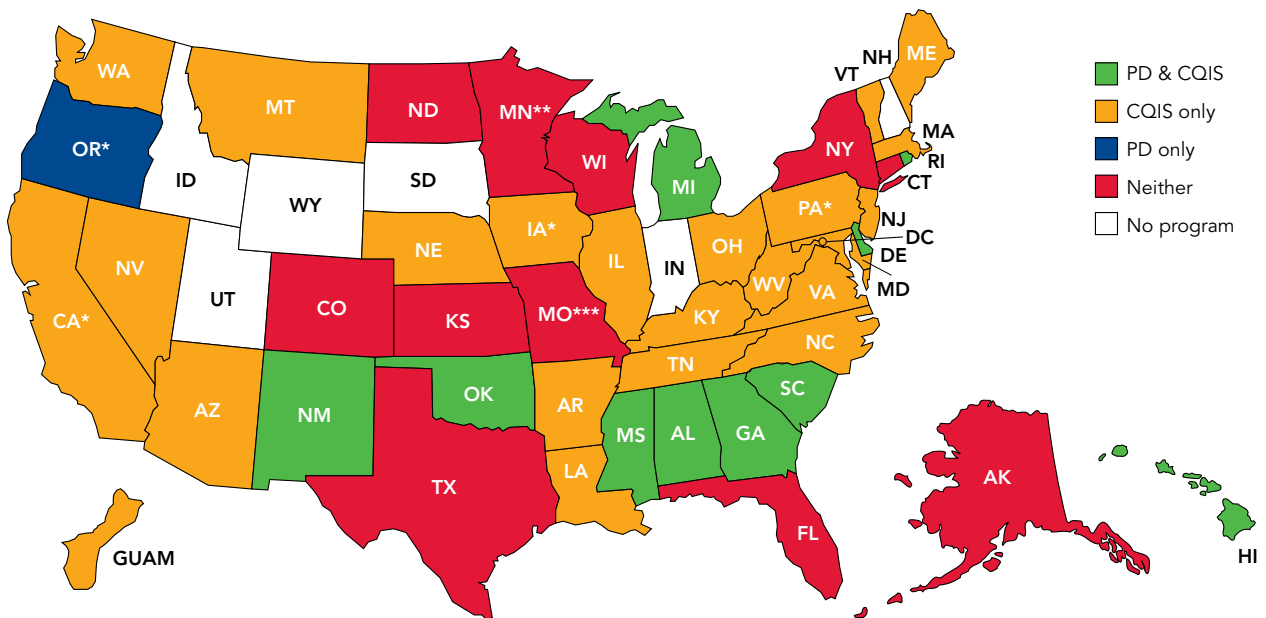 NH
ME
VT
WA
PD & CQIS
MT
ND
MN**
CQIS only
MA
OR*
NY
PD only
WI
RI
ID
SD
CT
MI
Neither
WY
PA*
NJ
No program
IA*
DC
NE
OH
DE
NV
IL
IN
WV
MD
UT
VA
CO
MO***
KY
CA*
KS
NC
TN
OK
SC
AZ
NM
AR
MS
AL
GA
LA
AK
TX
FL
GUAM
HI